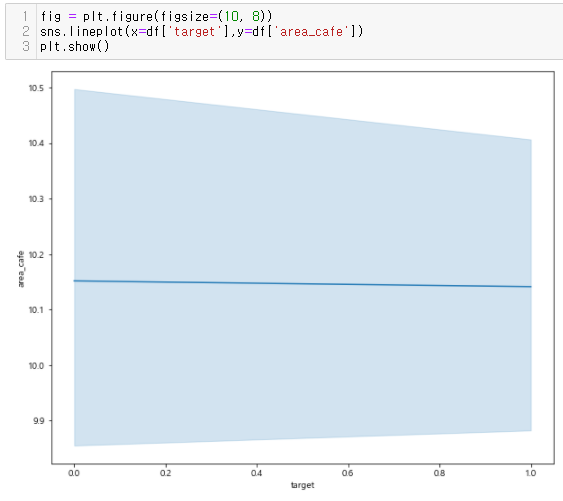 1 fig = plt.figure(figsize=(10, 8))
2 sns.lineplot(x=df['target'],y=df['area_cafe'])
3 plt.show()
10.5
10.4
10.3
10.2
10.1
10.0
9.9
area_cafe
0.0 0.2 0.4 0.6 0.8 1.0
target